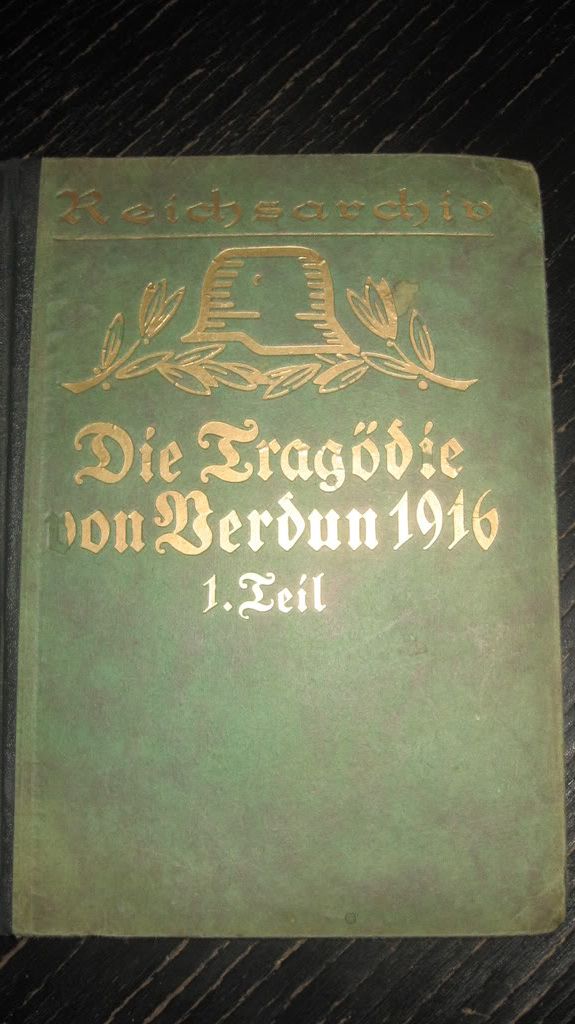 Reichsarchiv
Die Tragödie
von Verdun 1916
1. Teil